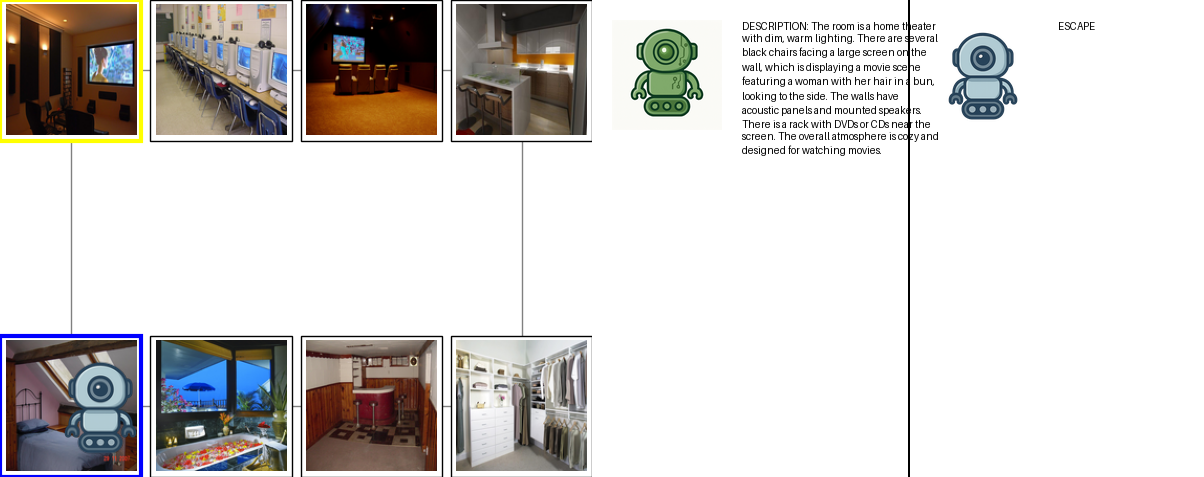 DESCRIPTION: The room is a home theater
with dim, warm lighting. There are several
black chairs facing a large screen on the
wall, which is displaying a movie scene
featuring a woman with her hair in a bun,
looking to the side. The walls have
acoustic panels and mounted speakers.
There is a rack with DVDs or CDs near the
screen. The overall atmosphere is cozy and
designed for watching movies.
ESCAPE